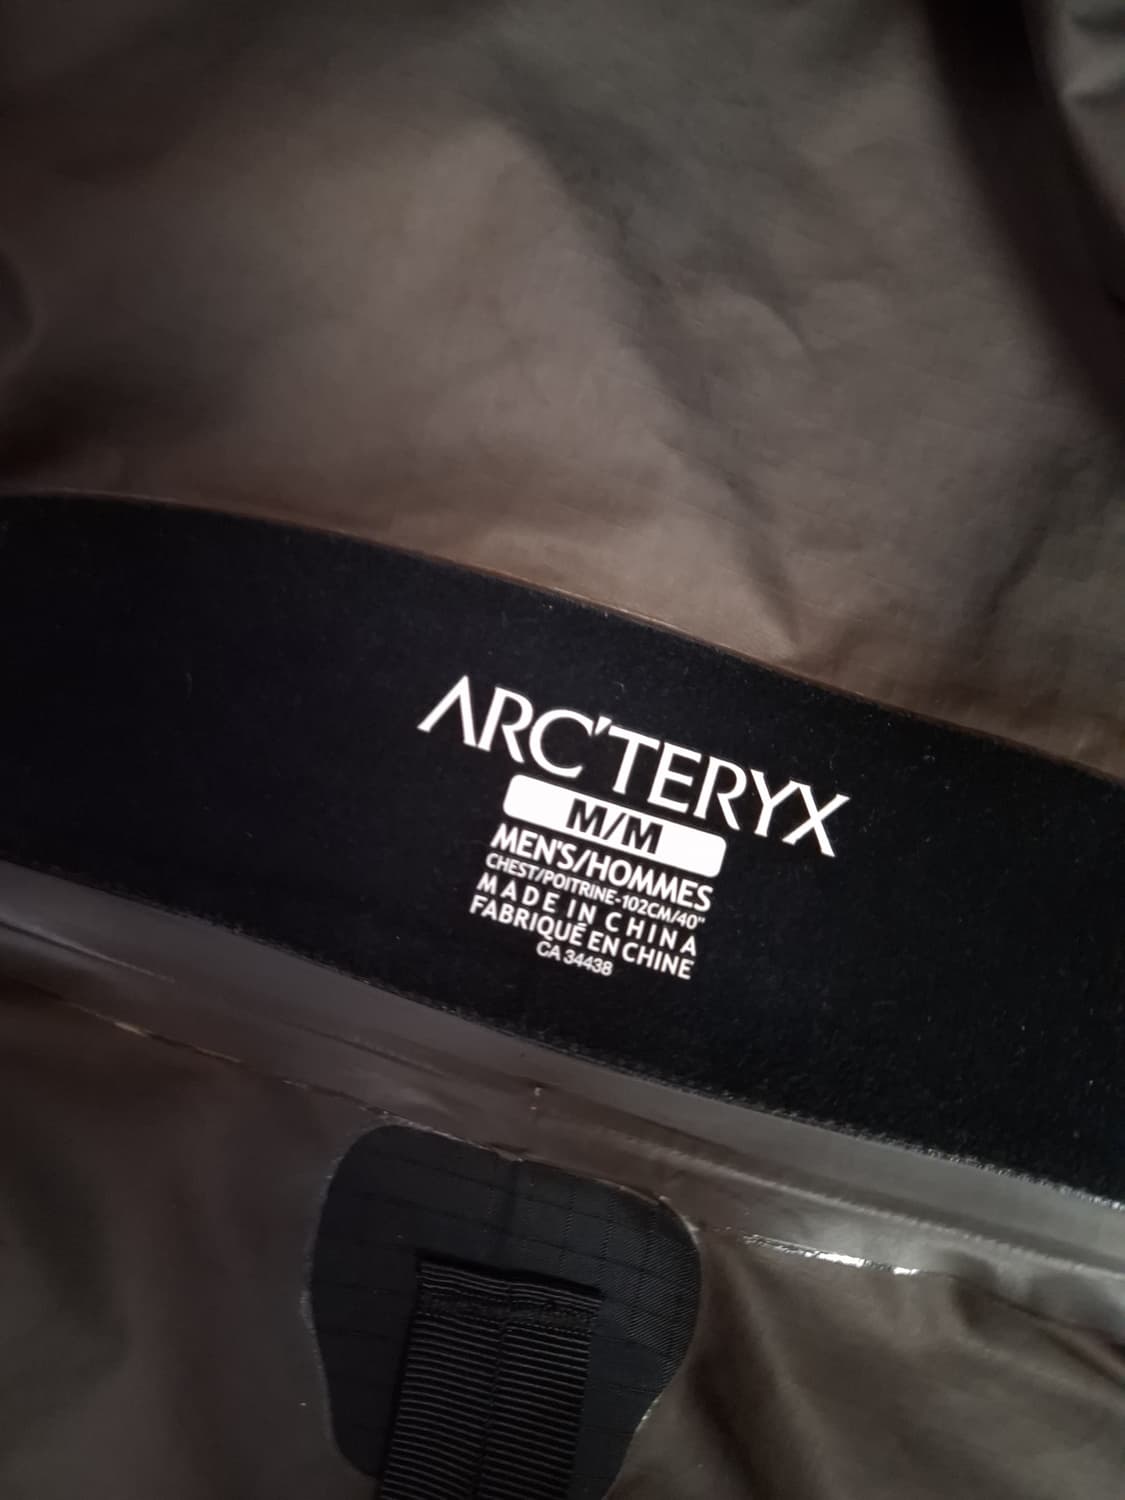 ARC'TERYX
M/M
MEN'S/HOMMES
CHEST/POITRINE-102CM/40"
MADE IN CHINA
FABRIQUÉ EN CHINE
CA 34438